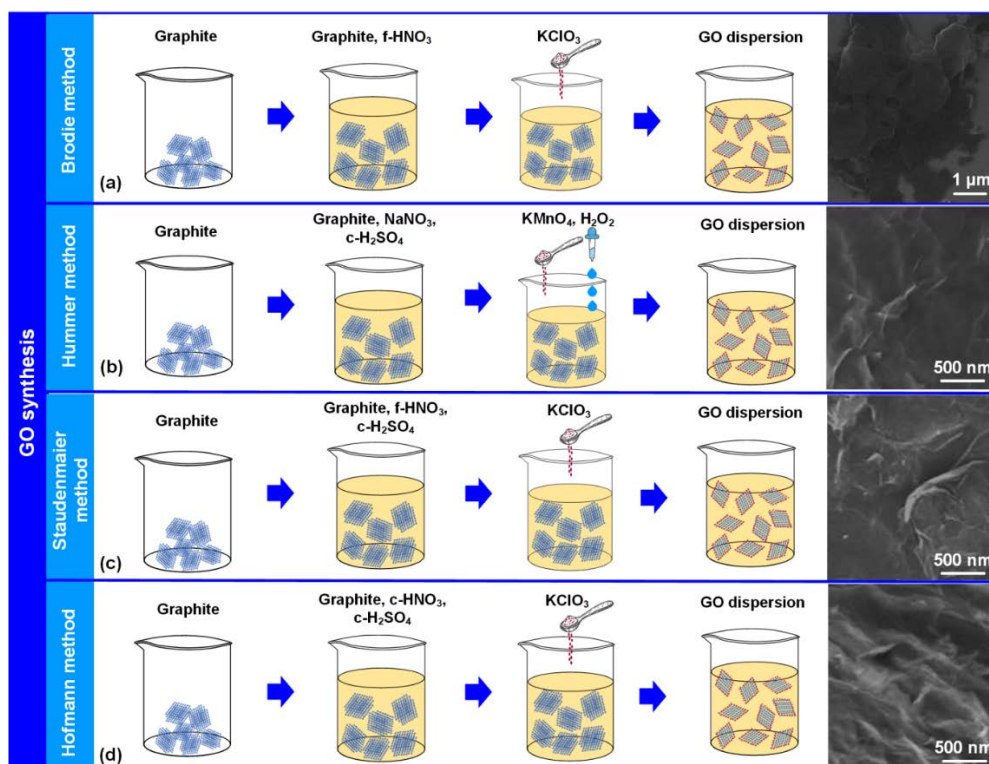 GO synthesis
Brodie method
(a)
Graphite
Graphite, f-HNO₃
KClO₃
GO dispersion
1 µm
Hummer method
(b)
Graphite
Graphite, NaNO₃,
c-H₂SO₄
KMnO₄, H₂O₂
GO dispersion
500 nm
Staudenmaier
method
(c)
Graphite
Graphite, f-HNO₃,
c-H₂SO₄
KClO₃
GO dispersion
500 nm
Hofmann method
(d)
Graphite
Graphite, c-HNO₃,
c-H₂SO₄
KClO₃
GO dispersion
500 nm